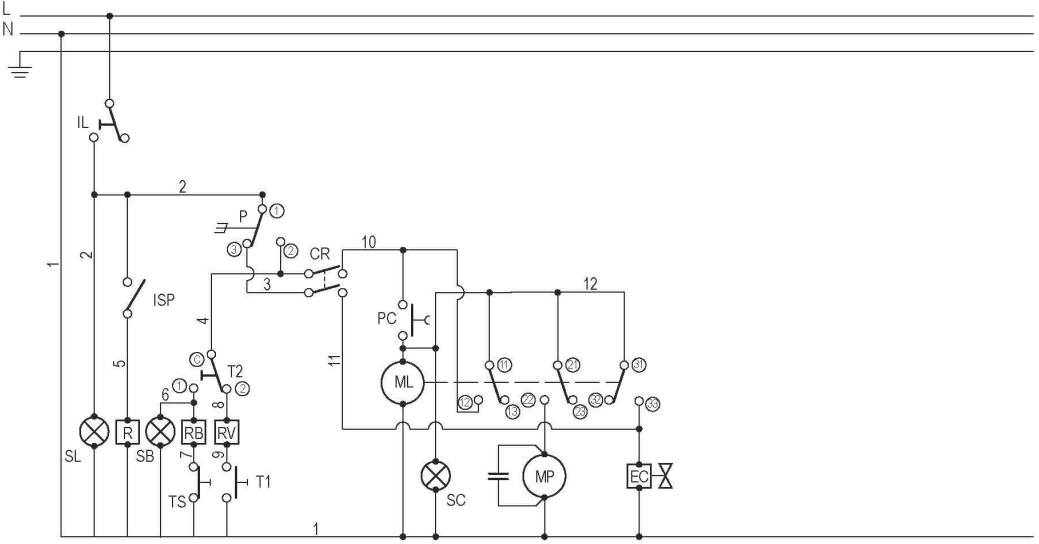 L
N
IL
2
P
①
③
②
CR
10
1
2
ISP
3
PC
12
4
11
5
Ⓒ
T2
⑪
㉑
㉛
ML
6
①
②
8
⑫
⑬
㉒
㉓
㉜
㉝
SL
R
SB
RB
RV
7
9
TS
T1
SC
MP
EC
1